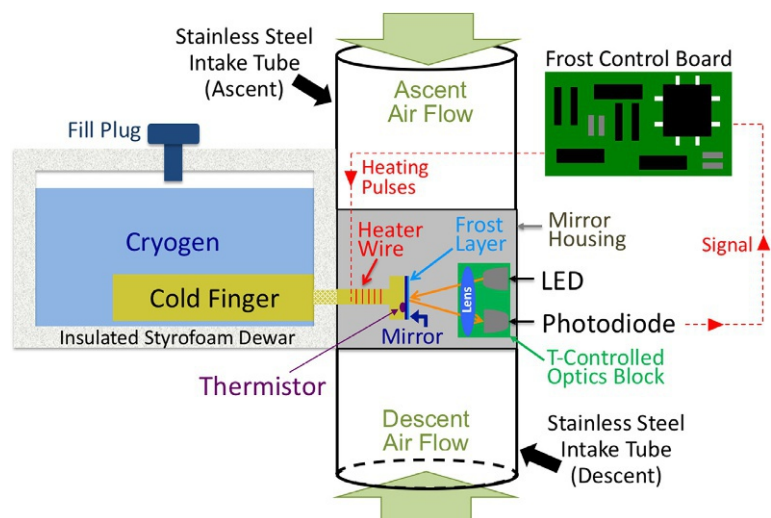 Stainless Steel
Intake Tube
(Ascent)
Ascent
Air Flow
Frost Control Board
Fill Plug
Heating
Pulses
Heater
Wire
Frost
Layer
Mirror
Housing
Signal
Cryogen
Cold Finger
Lens
LED
Photodiode
Insulated Styrofoam Dewar
Mirror
Thermistor
T-Controlled
Optics Block
Descent
Air Flow
Stainless Steel
Intake Tube
(Descent)